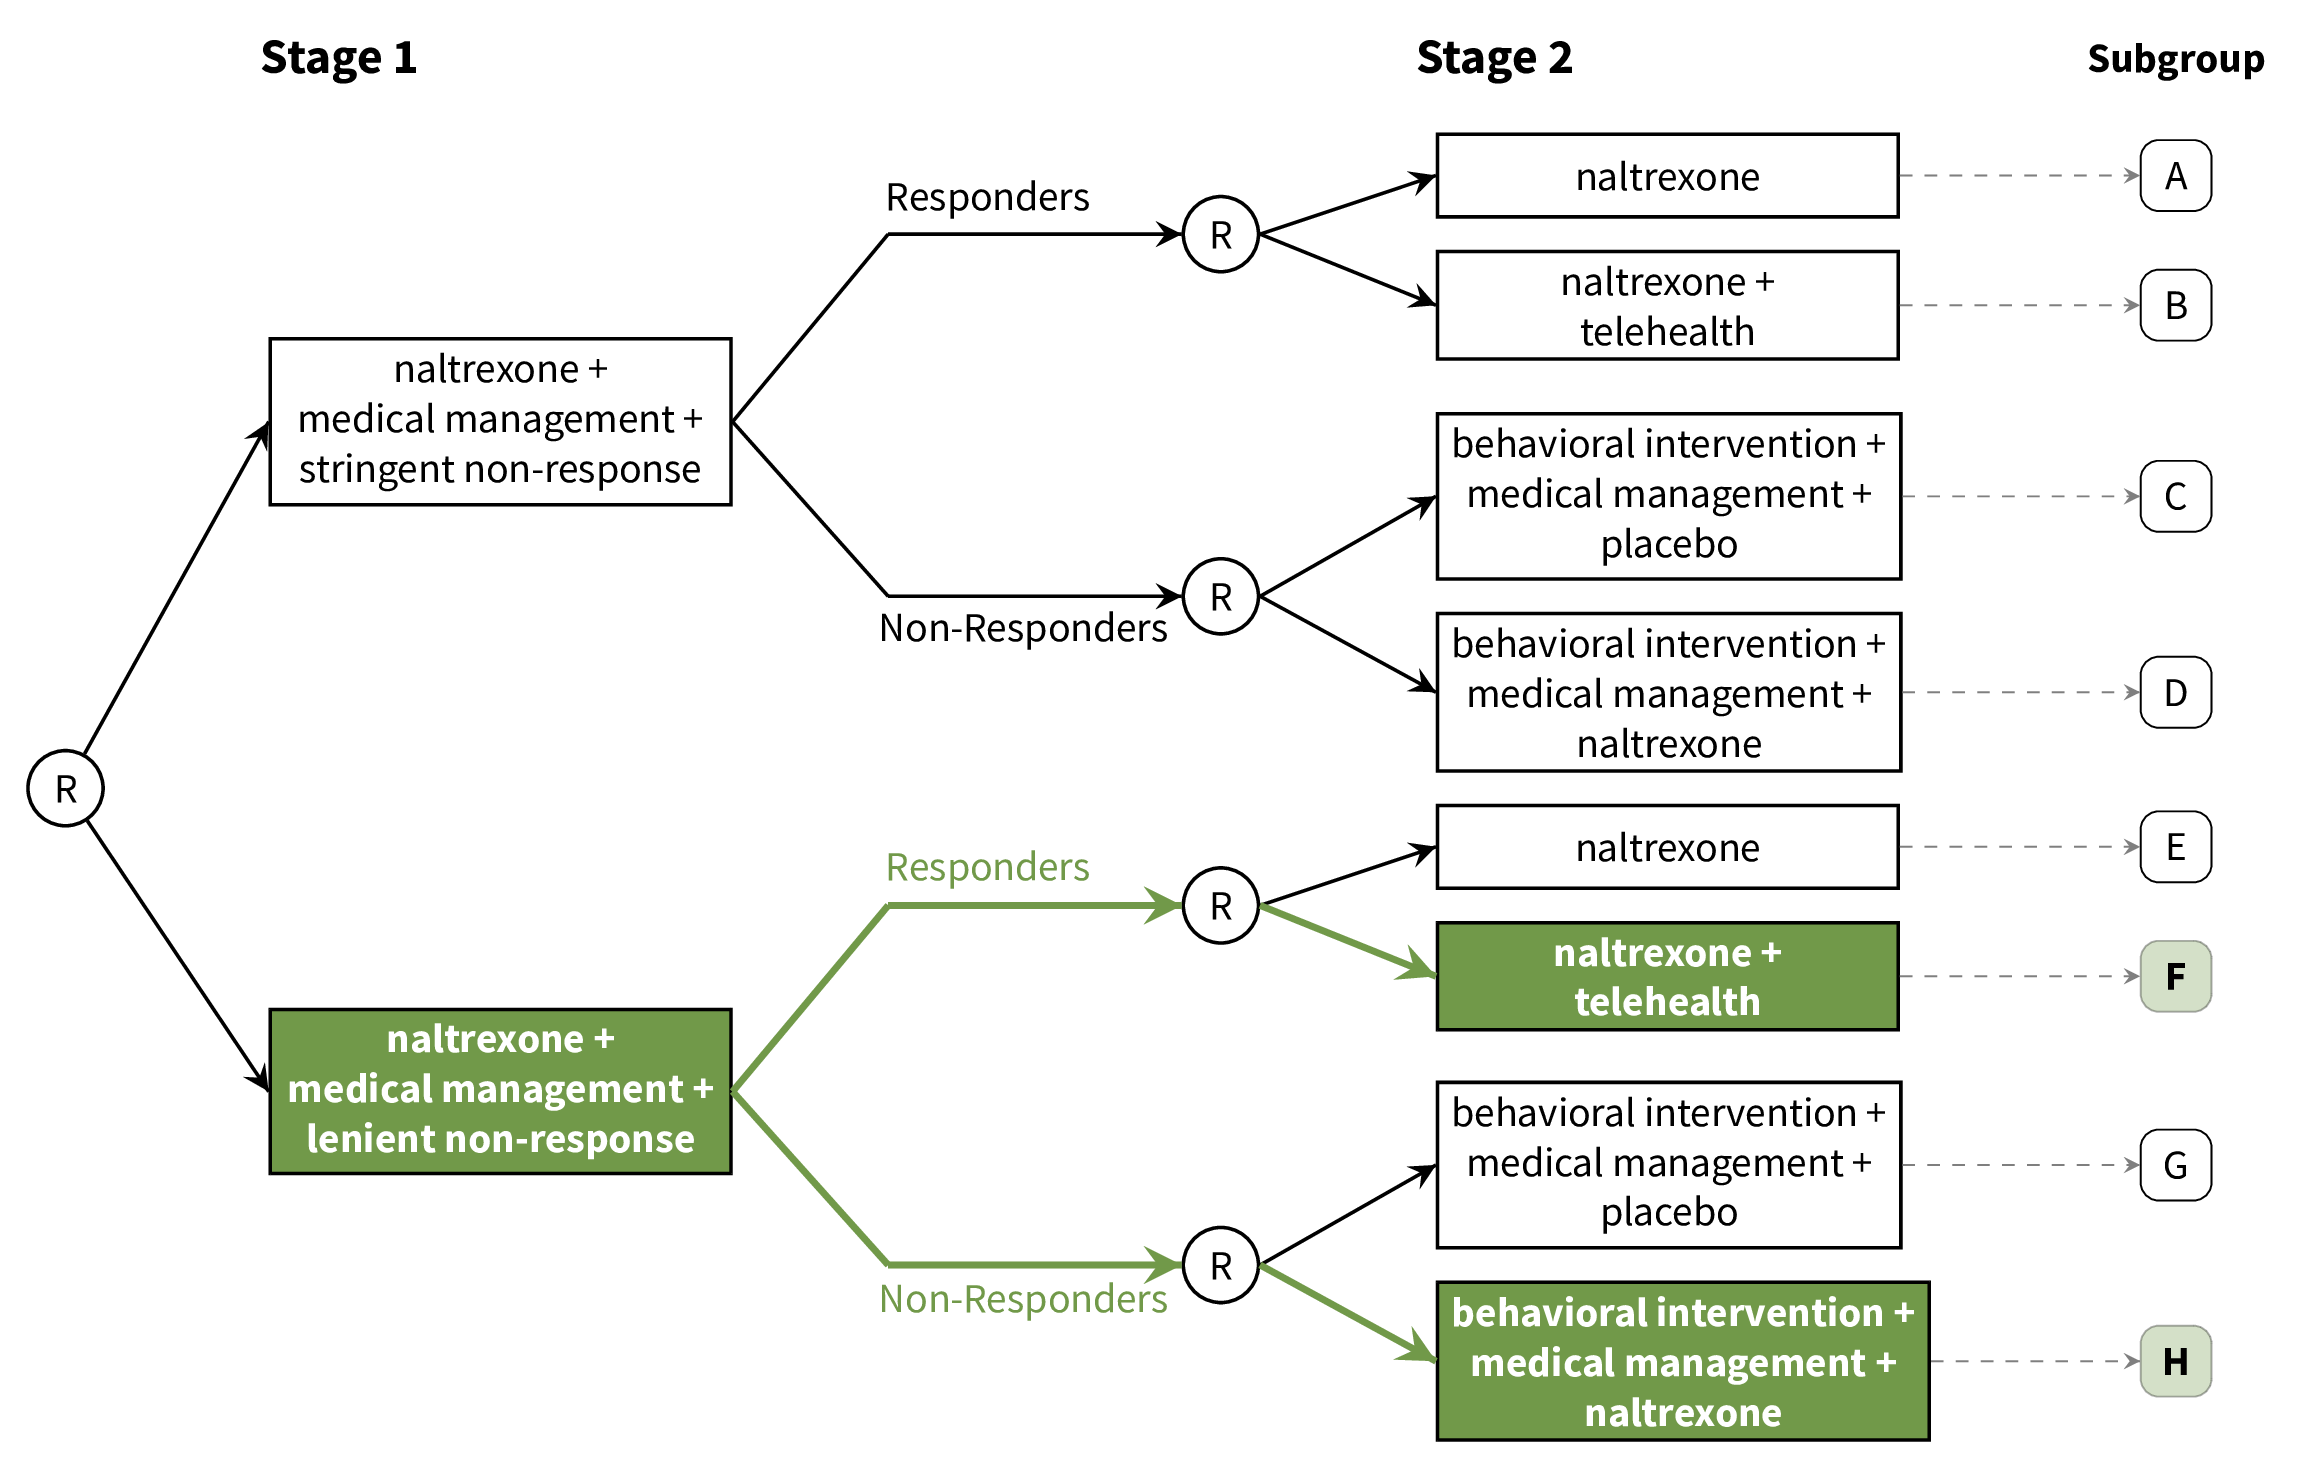 Stage 1
Stage 2
Subgroup
R
naltrexone +
medical management +
stringent non-response
Responders
R
naltrexone
A
naltrexone +
telehealth
B
Non-Responders
R
behavioral intervention +
medical management +
placebo
C
behavioral intervention +
medical management +
naltrexone
D
naltrexone +
medical management +
lenient non-response
Responders
R
naltrexone
E
naltrexone +
telehealth
F
Non-Responders
R
behavioral intervention +
medical management +
placebo
G
behavioral intervention +
medical management +
naltrexone
H